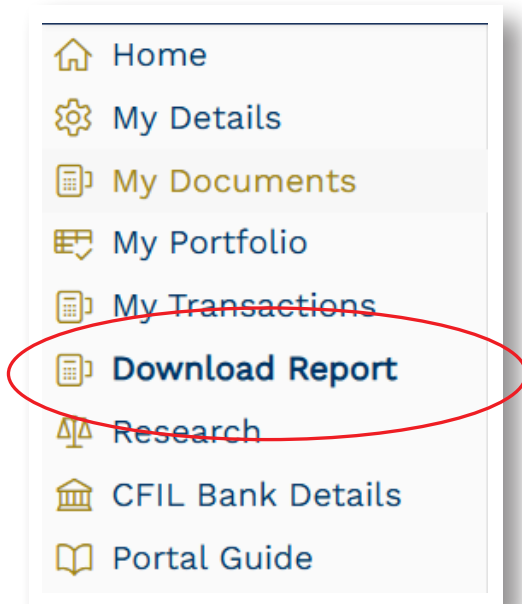 Home
My Details
My Documents
My Portfolio
My Transactions
Download Report
Research
CFIL Bank Details
Portal Guide